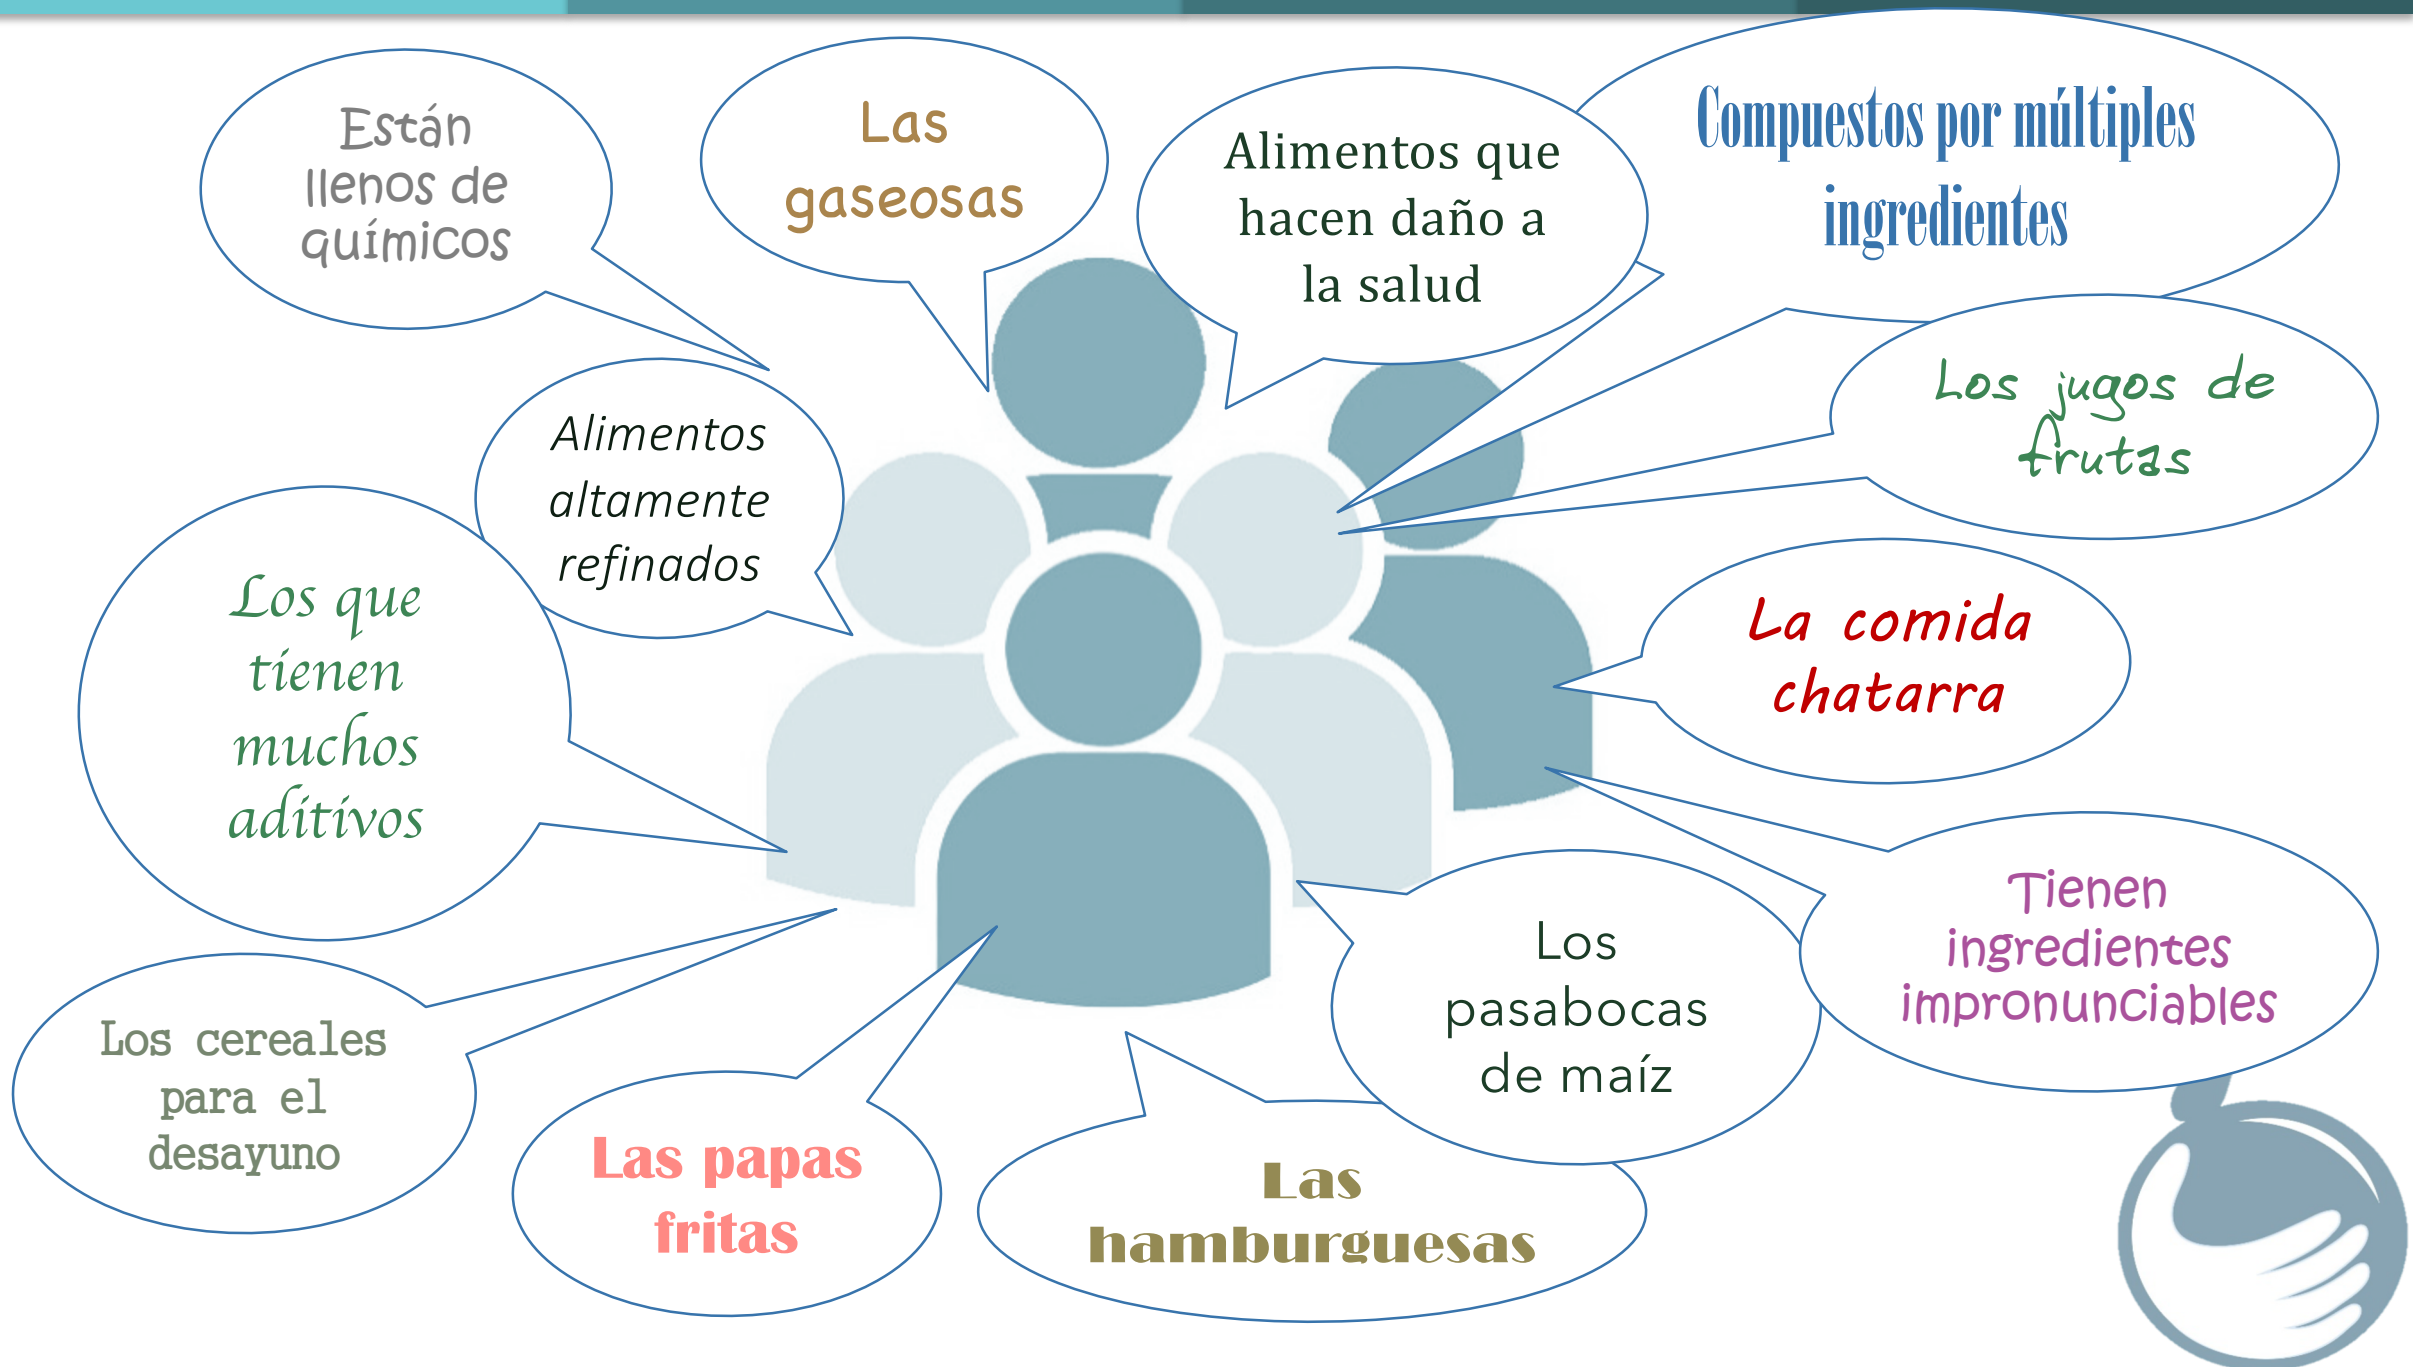 Están
llenos de
químicos
Las
gaseosas
Alimentos que
hacen daño a
la salud
Compuestos por múltiples
ingredientes
Los jugos de
frutas
Alimentos
altamente
refinados
Los que
tienen
muchos
aditivos
La comida
chatarra
Tienen
ingredientes
impronunciables
Los
pasabocas
de maíz
Los cereales
para el
desayuno
Las papas
fritas
Las
hamburguesas